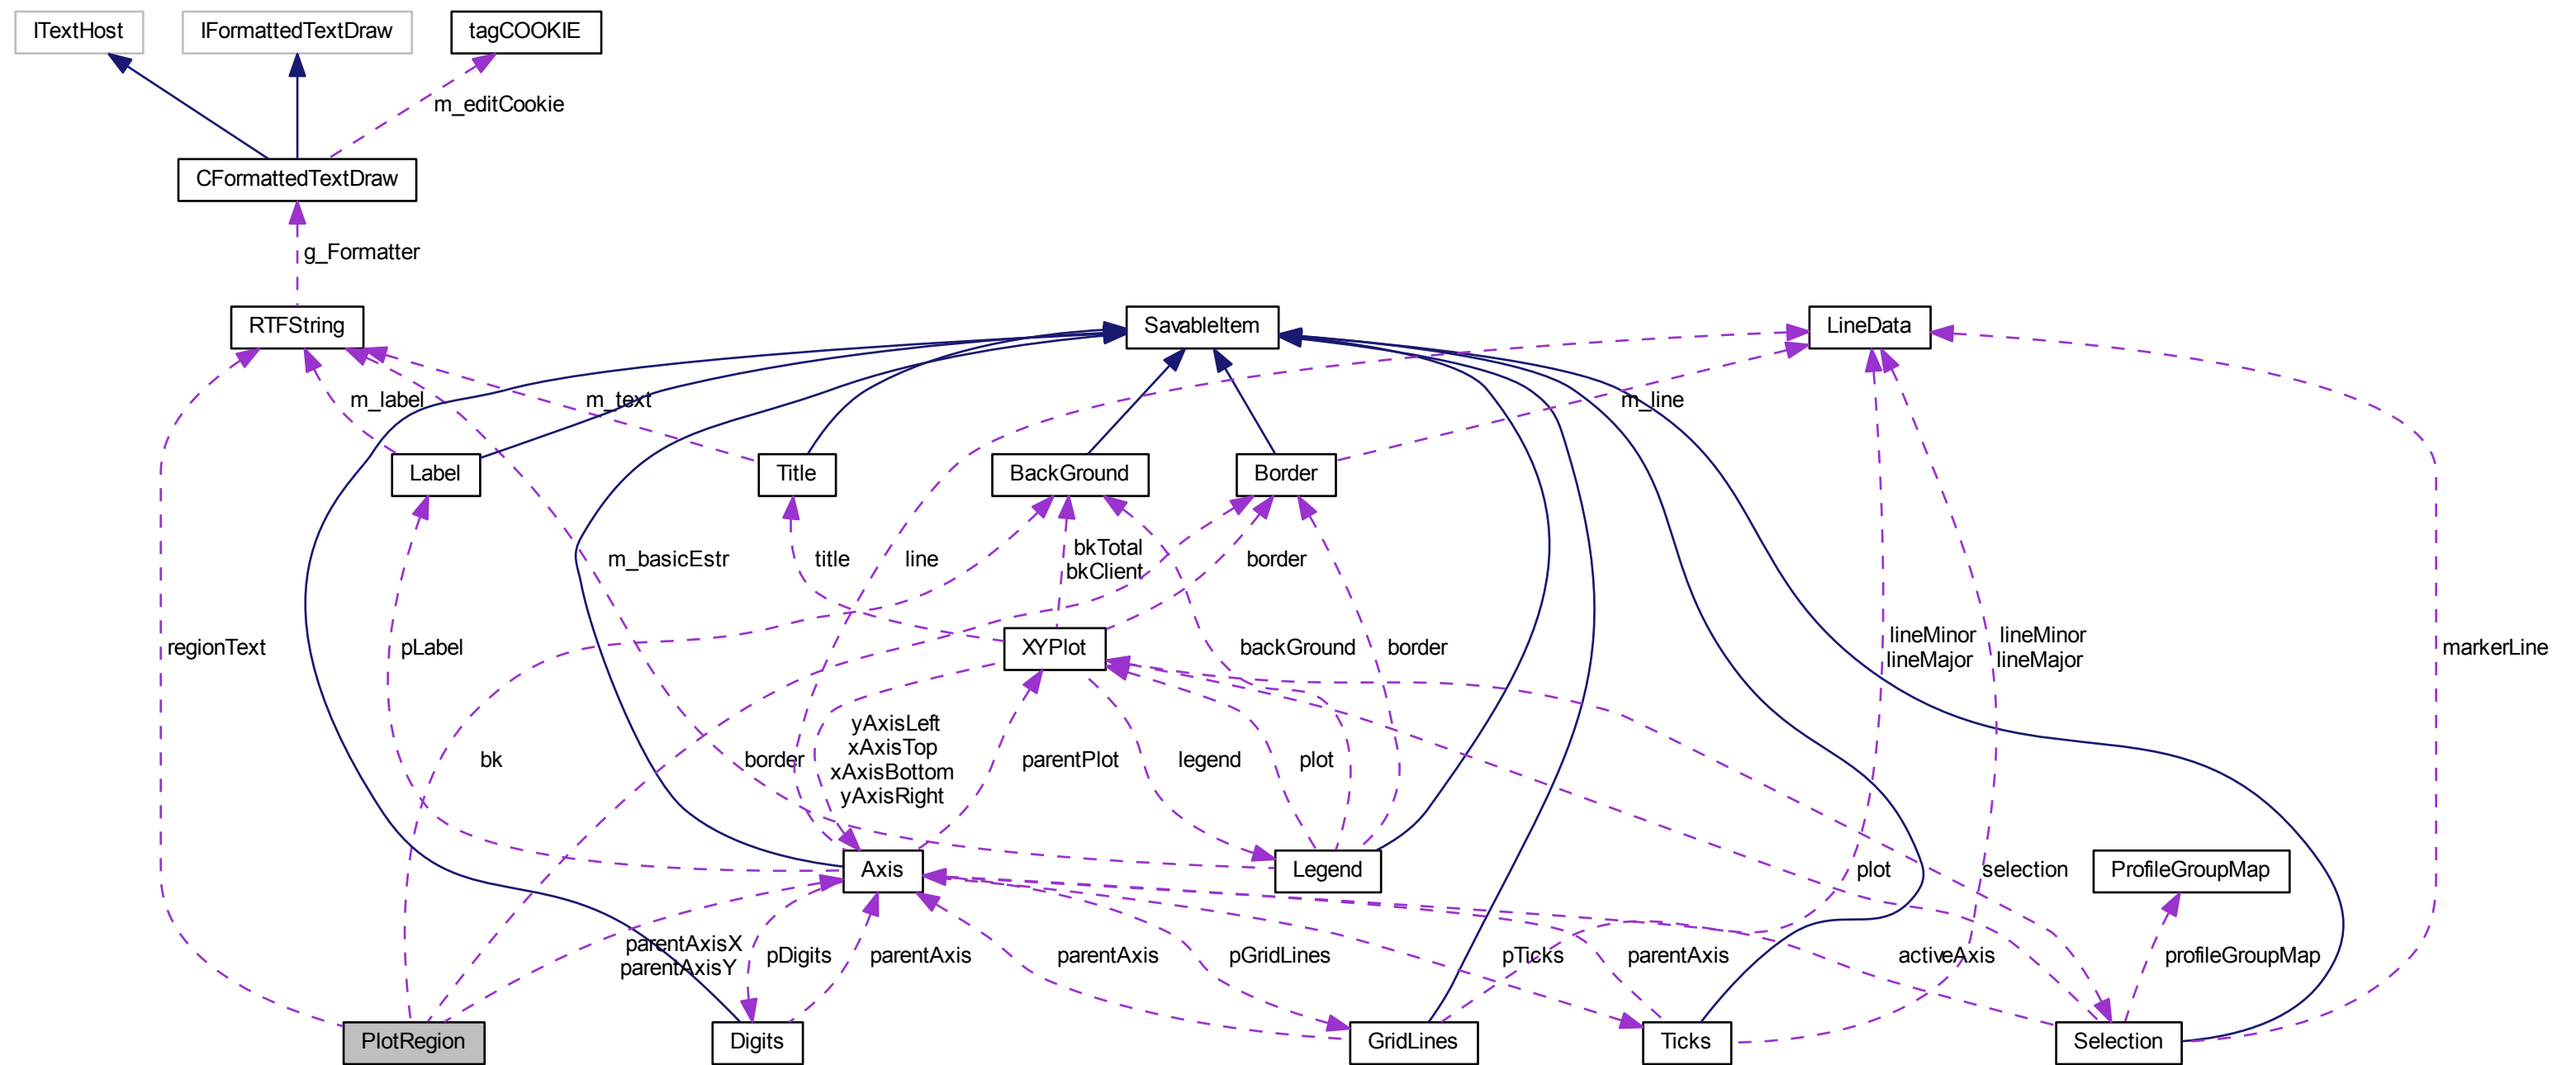 ITextHost
IFormattedTextDraw
tagCOOKIE
m_editCookie
CFormattedTextDraw
g_Formatter
RTFString
SavableItem
LineData
m_label
m_text
m_line
Label
Title
BackGround
Border
m_basicEstr
title
line
bkTotal
bkClient
border
regionText
pLabel
XYPlot
backGround
border
lineMinor
lineMajor
lineMinor
lineMajor
markerLine
bk
border
yAxisLeft
xAxisTop
xAxisBottom
yAxisRight
parentPlot
legend
plot
Axis
Legend
plot
selection
ProfileGroupMap
parentAxisX
parentAxisY
pDigits
parentAxis
parentAxis
pGridLines
pTicks
parentAxis
activeAxis
profileGroupMap
PlotRegion
Digits
GridLines
Ticks
Selection